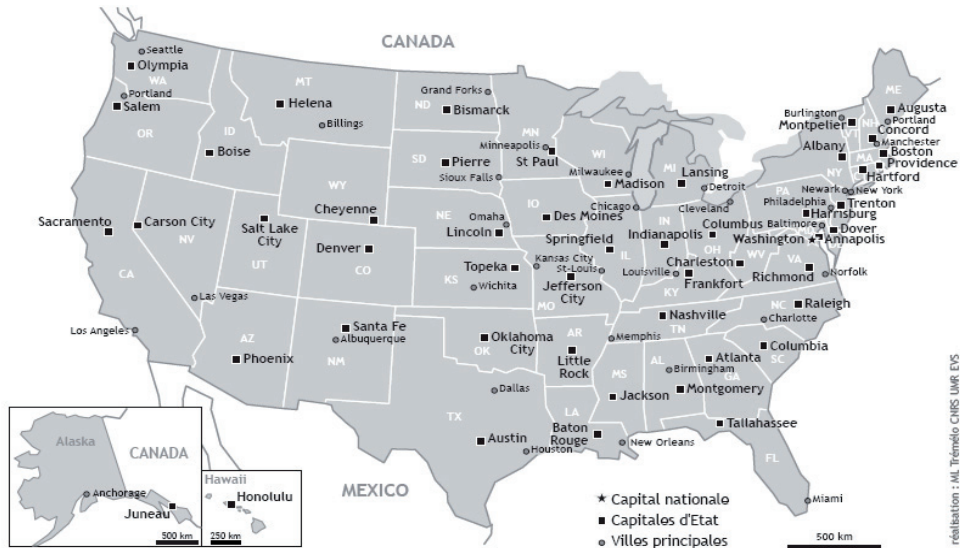 CANADA
Seattle
Olympia
WA
Portland
Salem
OR
MT
Helena
Billings
ID
Boise
WY
Cheyenne
Grand Forks
ND
Bismarck
SD
Pierre
Sioux Falls
MN
Minneapolis
St Paul
WI
Milwaukee
Madison
MI
Lansing
Detroit
ME
Augusta
Portland
Burlington
Montpelier
VT
NH
Concord
Manchester
Boston
MA
Albany
Providence
Hartford
NY
Newark
New York
PA
Philadelphia
Trenton
Harrisburg
Dover
Baltimore
Washington
Annapolis
Sacramento
Carson City
NV
CA
Salt Lake
City
UT
Denver
CO
NE
Omaha
Lincoln
IO
Des Moines
Chicago
Cleveland
IN
Indianapolis
Columbus
OH
Springfield
IL
KS
Topeka
Wichita
Kansas City
St-Louis
Jefferson
City
MO
Louisville
Frankfort
KY
Charleston
WV
VA
Richmond
Norfolk
Las Vegas
Los Angeles
AZ
Phoenix
Santa Fe
Albuquerque
NM
OK
Oklahoma
City
AR
Little
Rock
Memphis
Nashville
TN
NC
Raleigh
Charlotte
Columbia
SC
Atlanta
GA
AL
Birmingham
Montgomery
MS
Jackson
TX
Dallas
Austin
Houston
LA
Baton
Rouge
New Orleans
Tallahassee
FL
Miami
MEXICO
Alaska
CANADA
Anchorage
Juneau
500 km
Hawaii
Honolulu
250 km
Capital nationale
Capitales d'Etat
Villes principales
500 km
réalisation : ML Trémélo CNRS UMR EVS